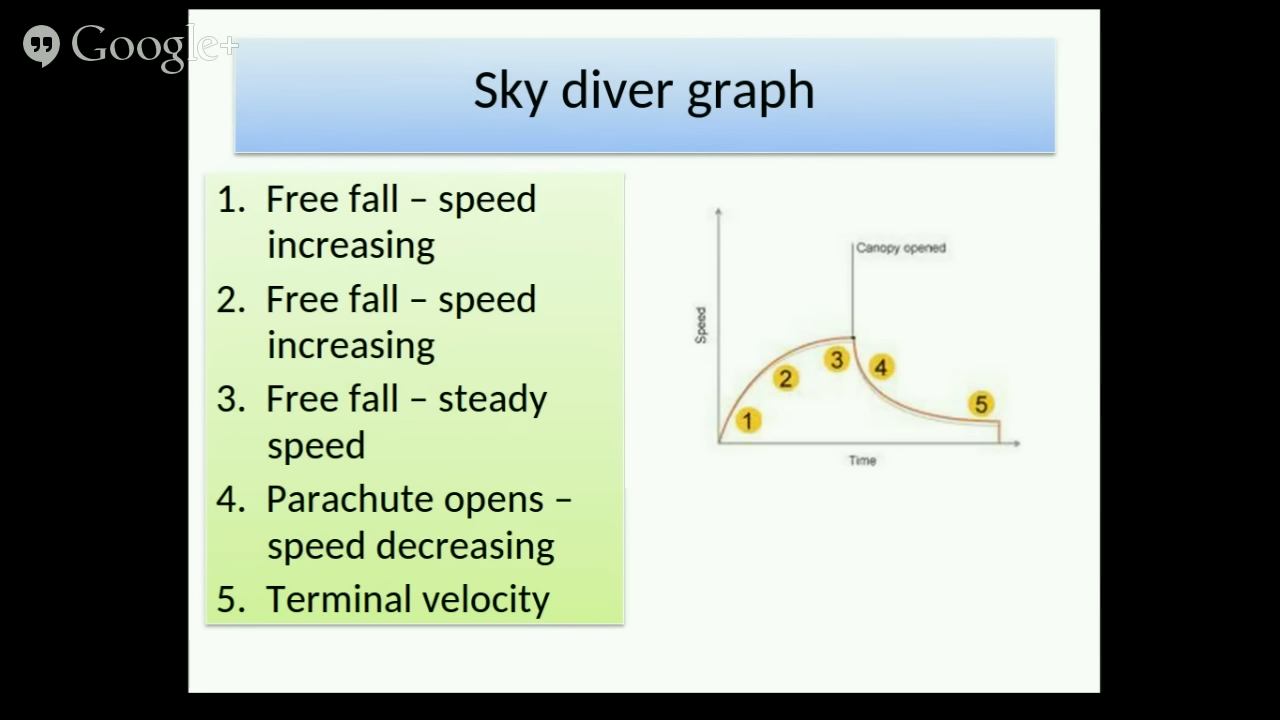 Google+
Sky diver graph
1. Free fall – speed
increasing
2. Free fall – speed
increasing
3. Free fall – steady
speed
4. Parachute opens –
speed decreasing
5. Terminal velocity
Canopy opened
Speed
3
4
2
5
1
Time